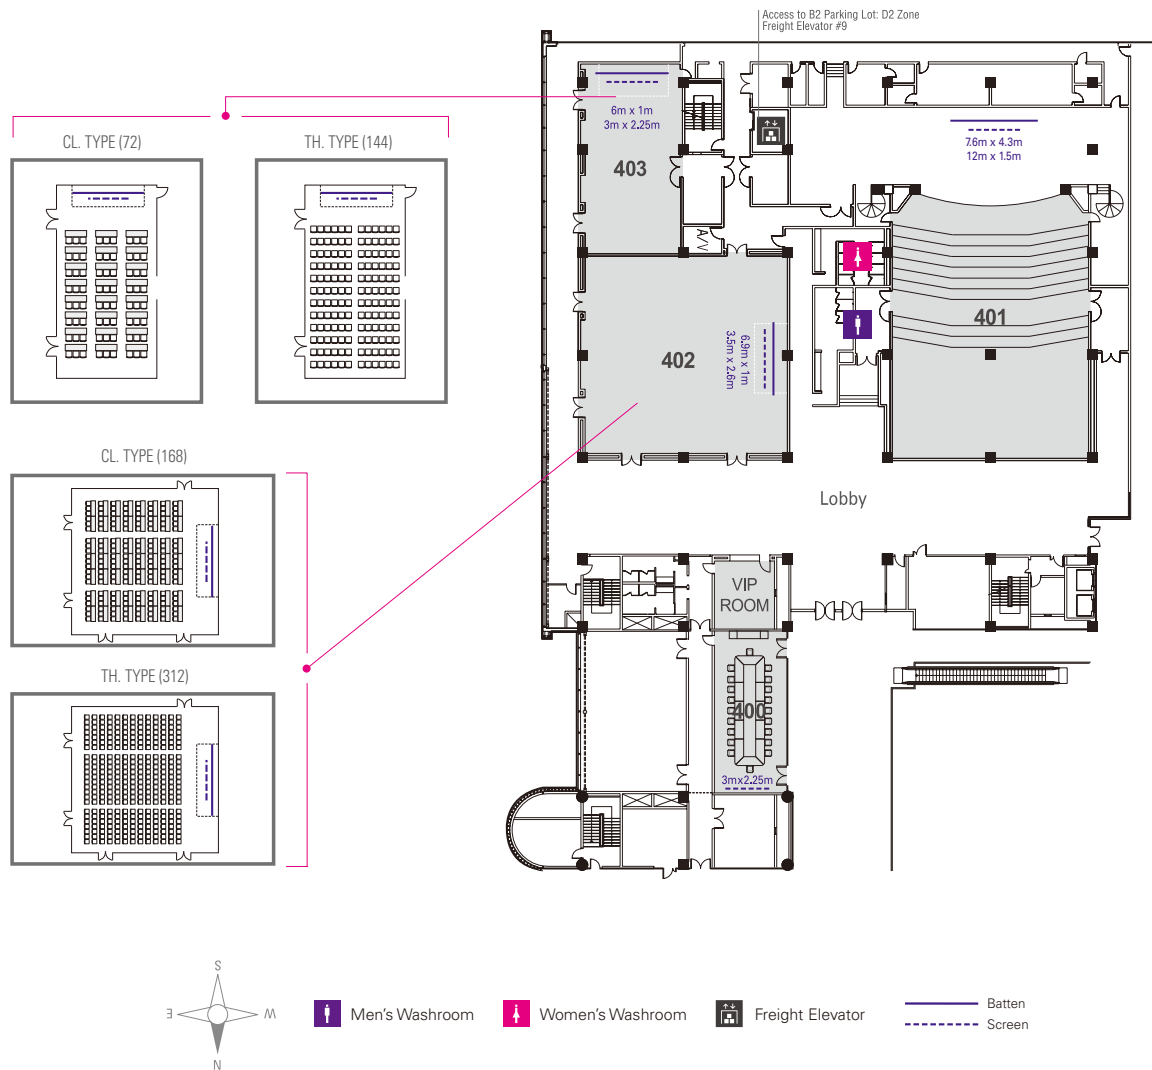 Access to B2 Parking Lot: D2 Zone
Freight Elevator #9
CL. TYPE (72)
TH. TYPE (144)
6m x 1m
3m x 2.25m
403
7.6m x 4.3m
12m x 1.5m
A/V
401
402
6.9m x 1m
3.5m x 2.6m
CL. TYPE (168)
Lobby
VIP
ROOM
TH. TYPE (312)
400
3mx2.25m
S
E
W
N
Men's Washroom
Women's Washroom
Freight Elevator
Batten
Screen